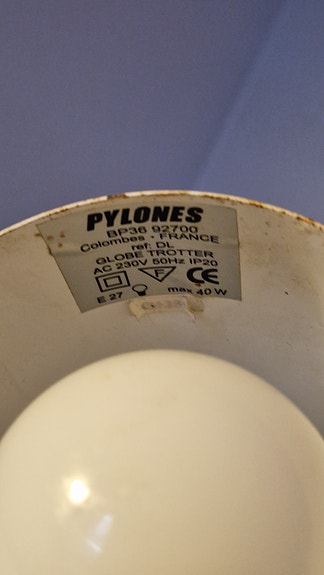 PYLONES
BP36 92700
Colombes - FRANCE
ref: DL
GLOBE TROTTER
AC 230V 50Hz IP20
F CE
E 27 max 40 W